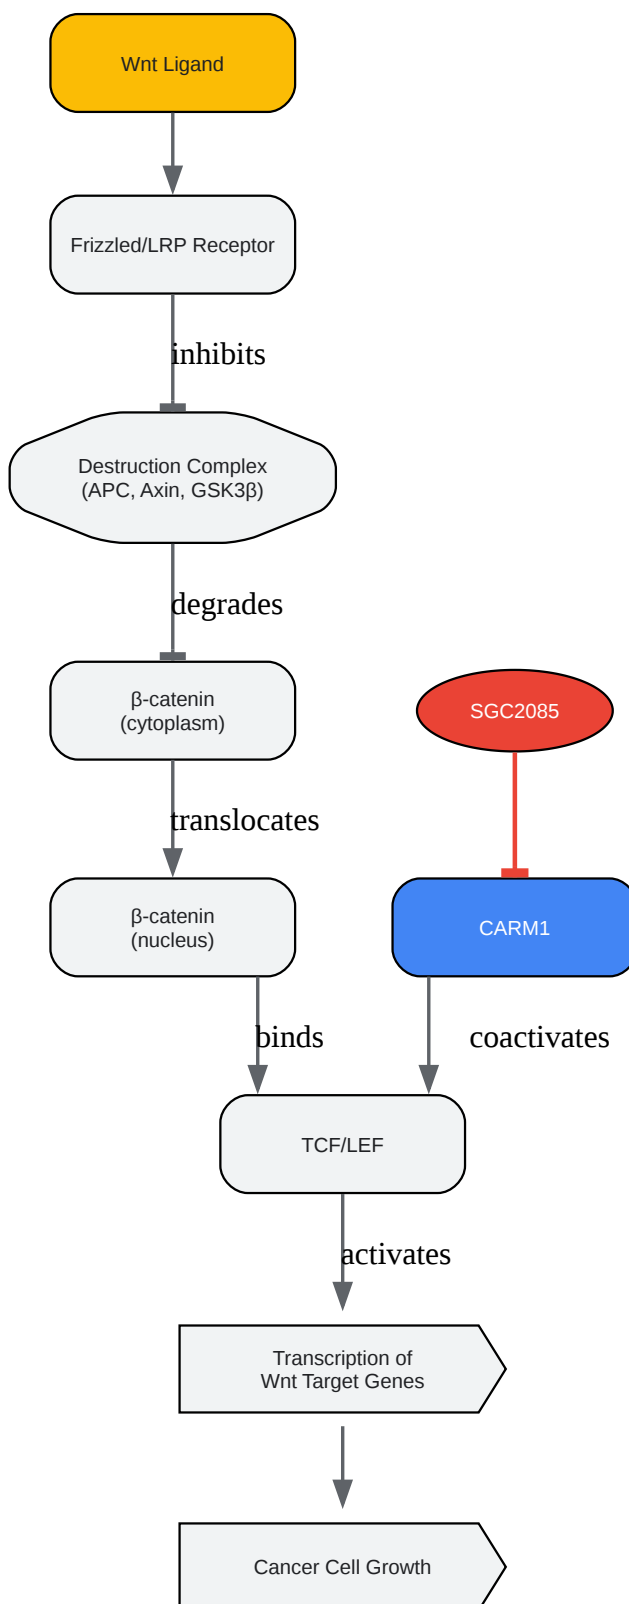 Wnt Ligand
Frizzled/LRP Receptor
inhibits
Destruction Complex
(APC, Axin, GSK3β)
degrades
β-catenin
(cytoplasm)
SGC2085
translocates
β-catenin
(nucleus)
CARM1
binds
coactivates
TCF/LEF
activates
Transcription of
Wnt Target Genes
Cancer Cell Growth